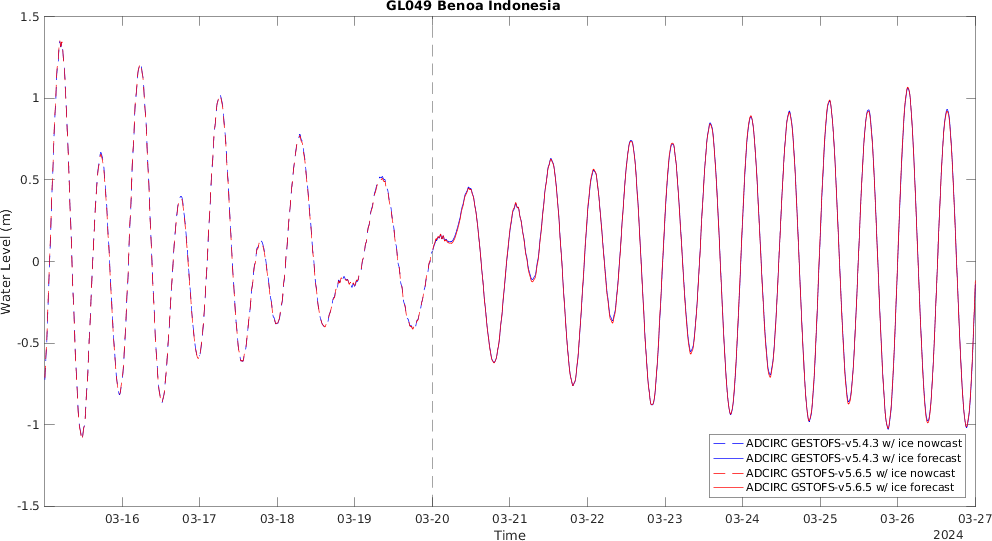 GL049 Benoa Indonesia
1.5
1
0.5
0
-0.5
-1
-1.5
Water Level (m)
ADCIRC GESTOFS-v5.4.3 w/ ice nowcast
ADCIRC GESTOFS-v5.4.3 w/ ice forecast
ADCIRC GSTOFS-v5.6.5 w/ ice nowcast
ADCIRC GSTOFS-v5.6.5 w/ ice forecast
03-16 03-17 03-18 03-19 03-20 03-21 03-22 03-23 03-24 03-25 03-26 03-27
Time
2024